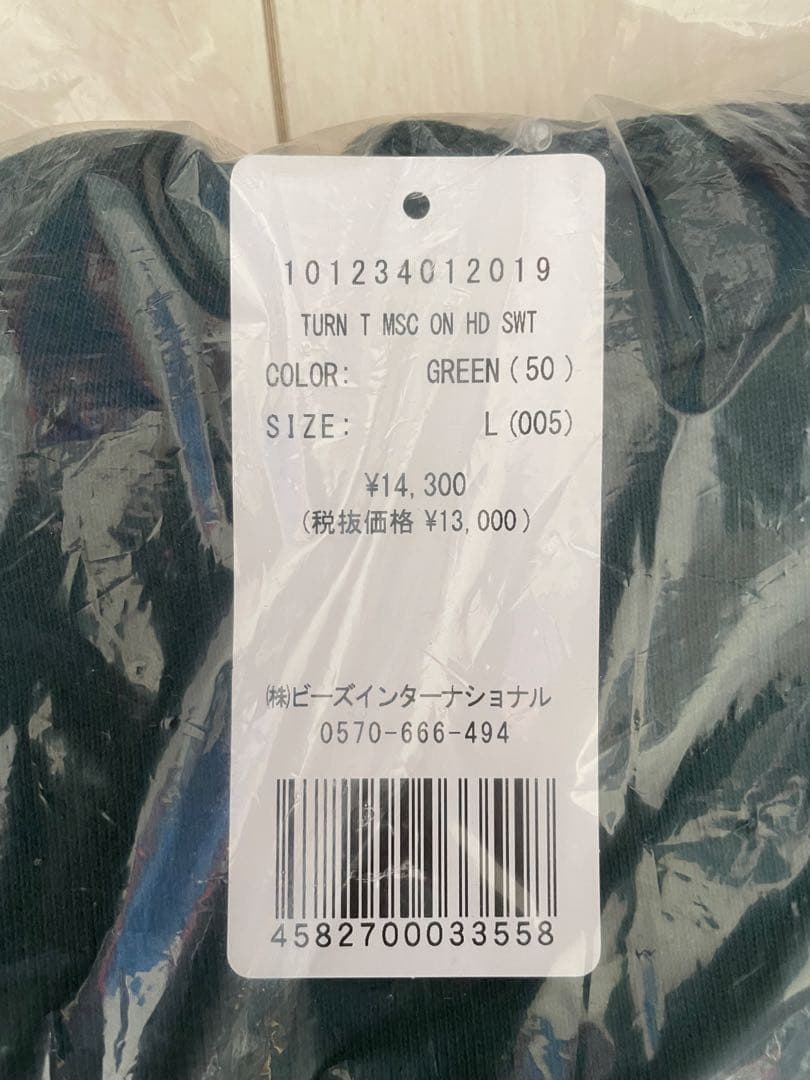 101234012019
TURN T MSC ON HD SWT
COLOR: GREEN(50)
SIZE: L(005)
¥14,300
(税抜価格 ¥13,000)
㈱ビーズインターナショナル
0570-666-494
4582700033558